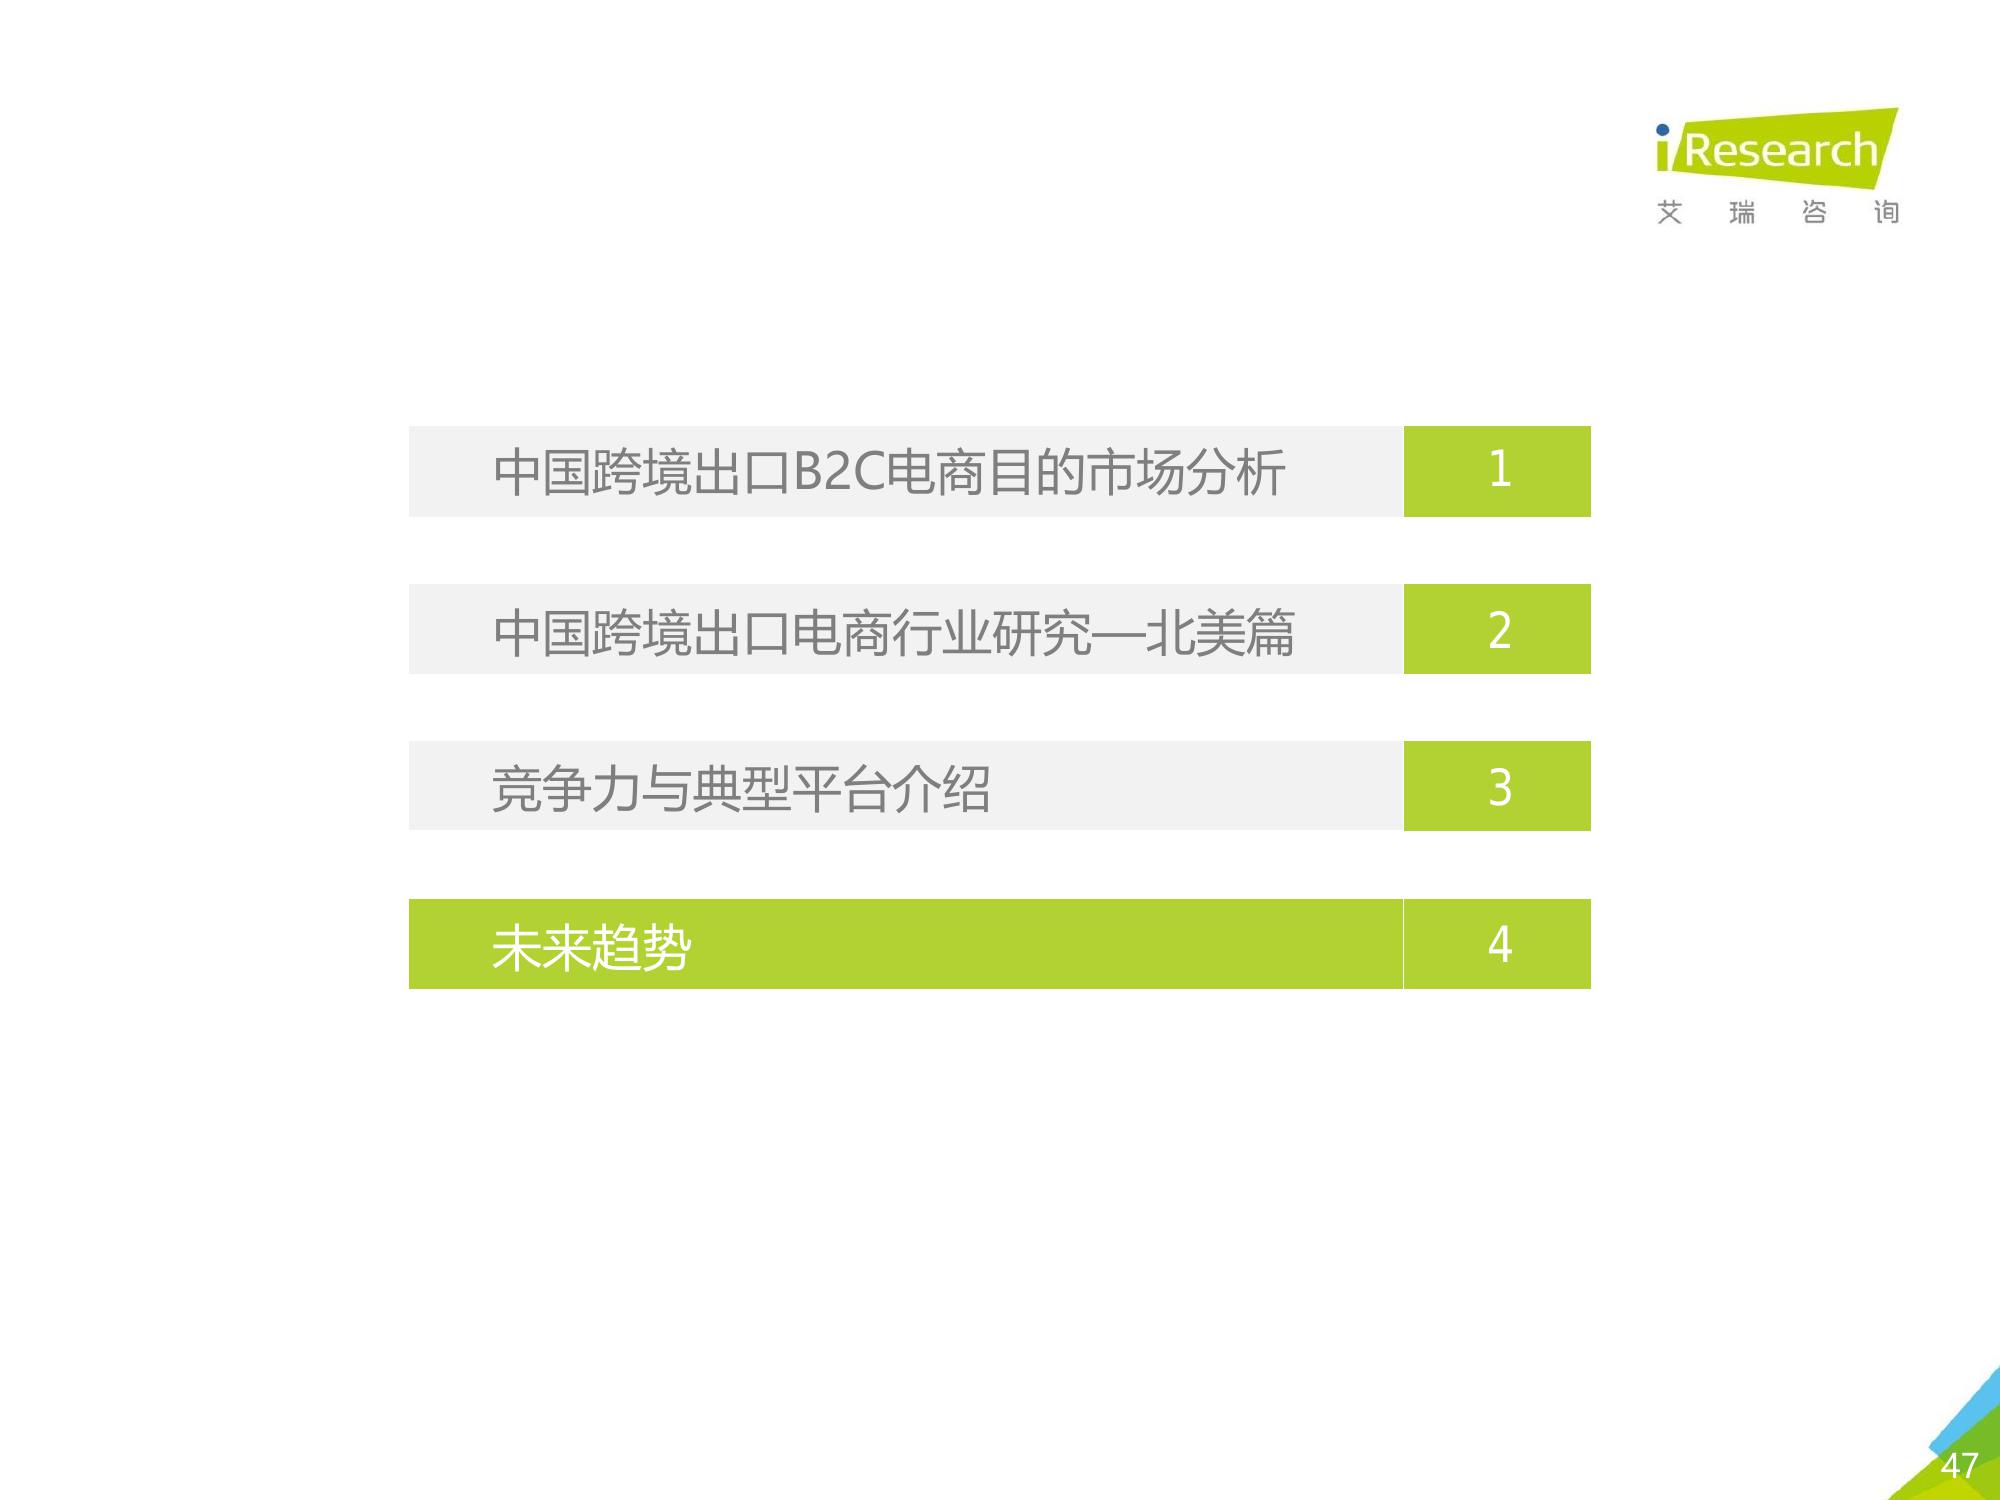 iResearch
艾瑞咨询
中国跨境出口B2C电商目的市场分析 1
中国跨境出口电商行业研究—北美篇 2
竞争力与典型平台介绍 3
未来趋势 4
47